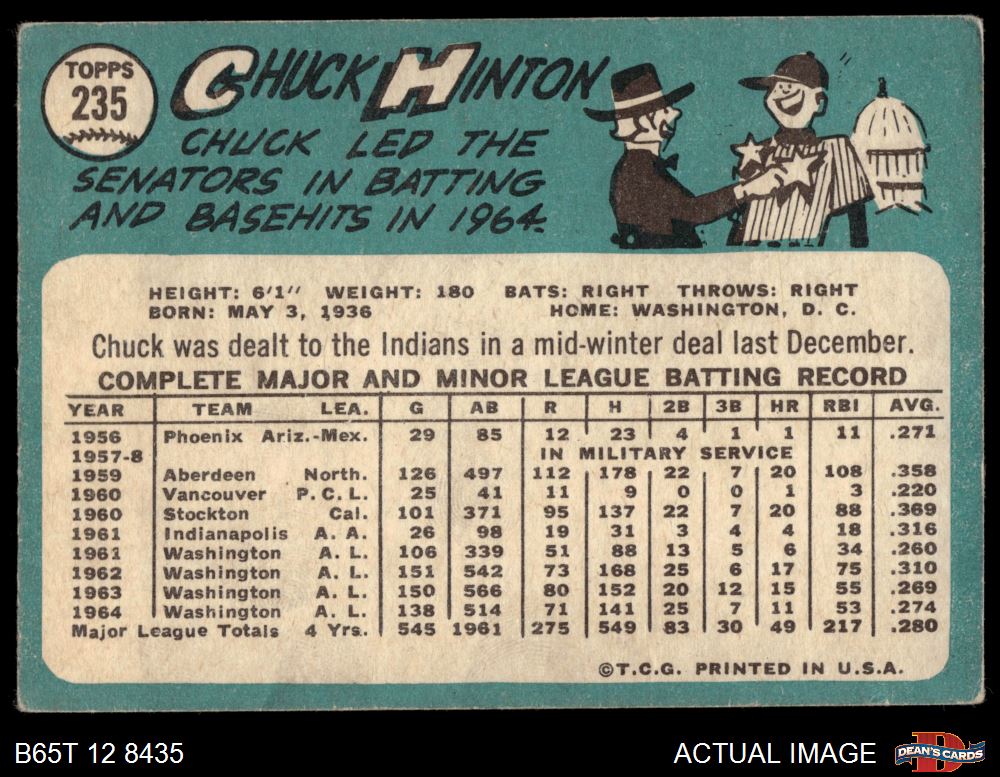 TOPPS
235
CHUCK HINTON
CHUCK LED THE
SENATORS IN BATTING
AND BASEHITS IN 1964.
HEIGHT: 6'1" WEIGHT: 180 BATS: RIGHT THROWS: RIGHT
BORN: MAY 3, 1936 HOME: WASHINGTON, D. C.
Chuck was dealt to the Indians in a mid-winter deal last December.
COMPLETE MAJOR AND MINOR LEAGUE BATTING RECORD
YEAR TEAM LEA. G AB R H 2B 3B HR RBI AVG.
1956 Phoenix Ariz.-Mex. 29 85 12 23 4 1 1 11 .271
1957-8 IN MILITARY SERVICE
1959 Aberdeen North. 126 497 112 178 22 7 20 108 .358
1960 Vancouver P.C.L. 25 41 11 9 0 0 1 3 .220
1960 Stockton Cal. 101 371 95 137 22 7 20 88 .369
1961 Indianapolis A. A. 26 98 19 31 3 4 4 18 .316
1961 Washington A. L. 106 339 51 88 13 5 6 34 .260
1962 Washington A. L. 151 542 73 168 25 6 17 75 .310
1963 Washington A. L. 150 566 80 152 20 12 15 55 .269
1964 Washington A. L. 138 514 71 141 25 7 11 53 .274
Major League Totals 4 Yrs. 545 1961 275 549 83 30 49 217 .280
©T.C.G. PRINTED IN U.S.A.
B65T 12 8435 ACTUAL IMAGE DEAN'S CARDS